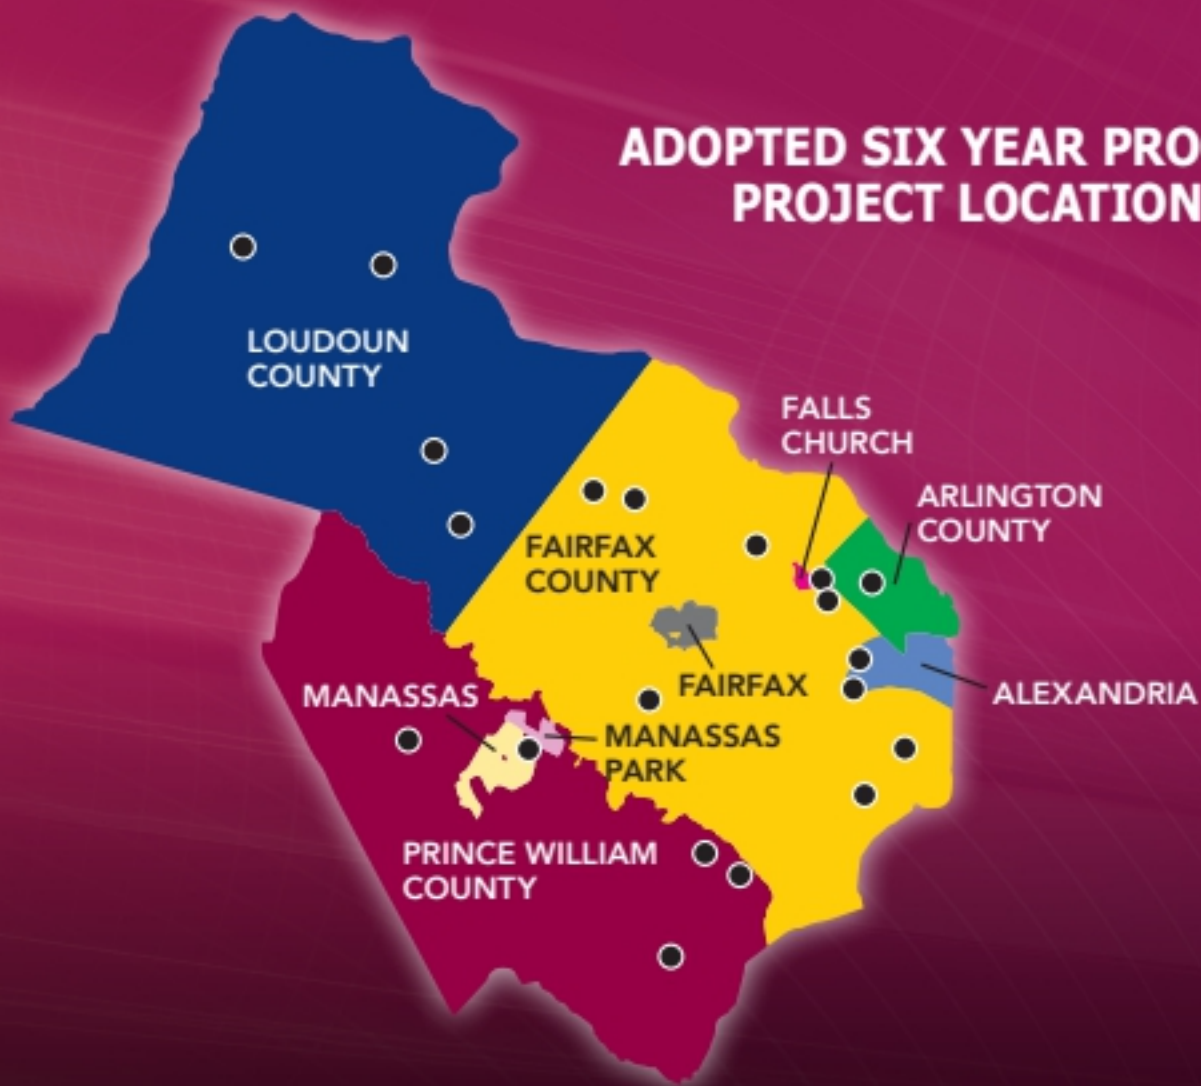 ADOPTED SIX YEAR PRO
PROJECT LOCATION
LOUDOUN
COUNTY
FALLS
CHURCH
ARLINGTON
COUNTY
FAIRFAX
COUNTY
FAIRFAX
ALEXANDRIA
MANASSAS
MANASSAS
PARK
PRINCE WILLIAM
COUNTY